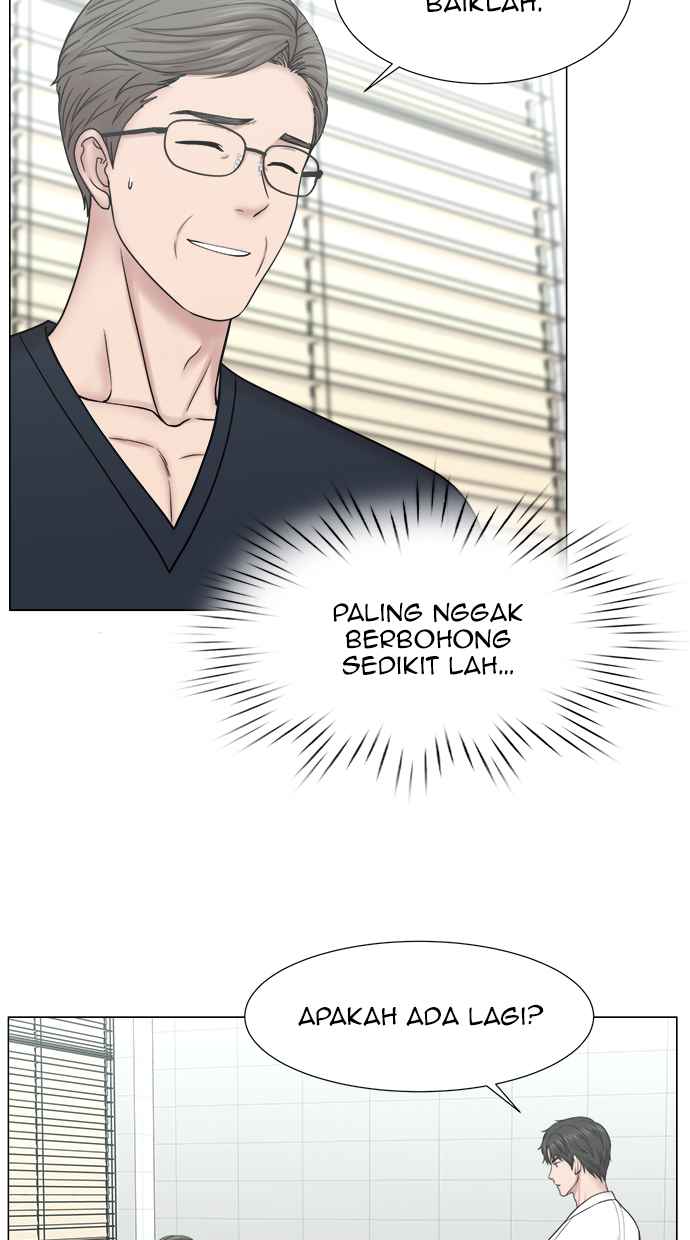 BAIKLAH.
PALING NGGAK
BERBOHONG
SEDIKIT LAH...
APAKAH ADA LAGI?